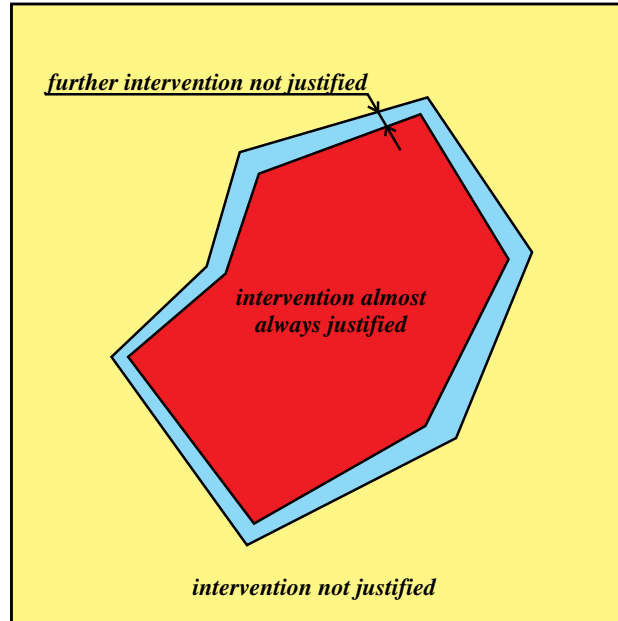 further intervention not justified
intervention almost
always justified
intervention not justified